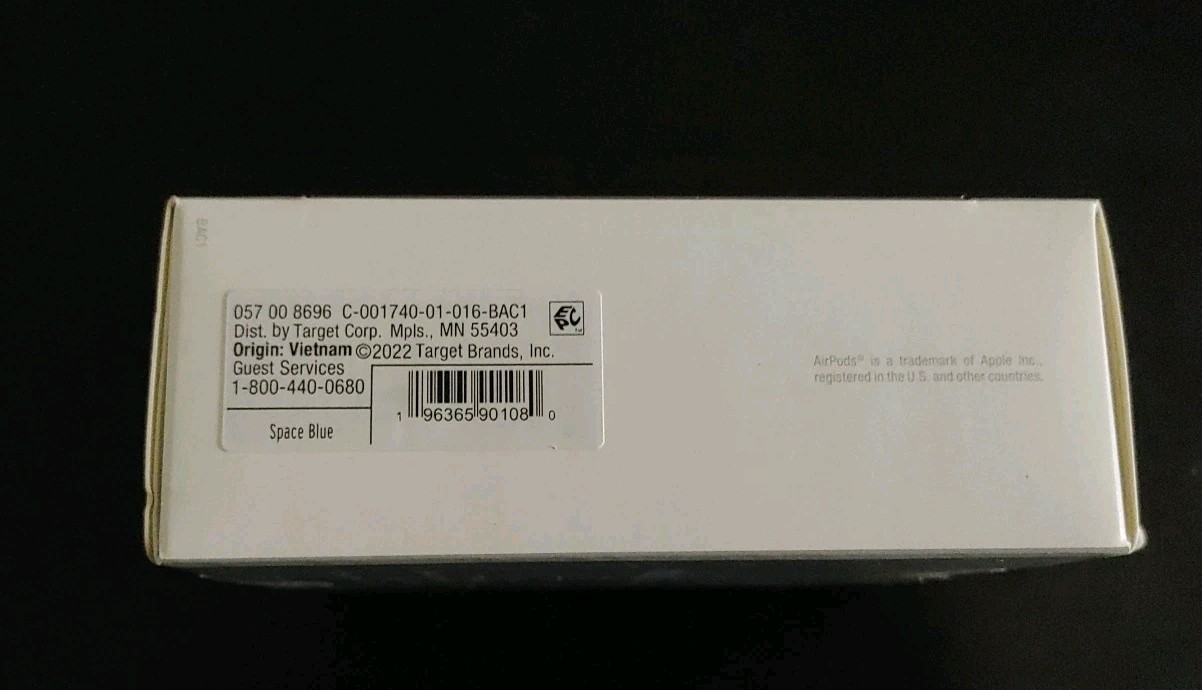 BAC1
057 00 8696 C-001740-01-016-BAC1
Dist. by Target Corp. Mpls., MN 55403
Origin: Vietnam ©2022 Target Brands, Inc.
Guest Services
1-800-440-0680
Space Blue
1 96365 90108 0
EPC
AirPods® is a trademark of Apple Inc.,
registered in the U.S. and other countries.